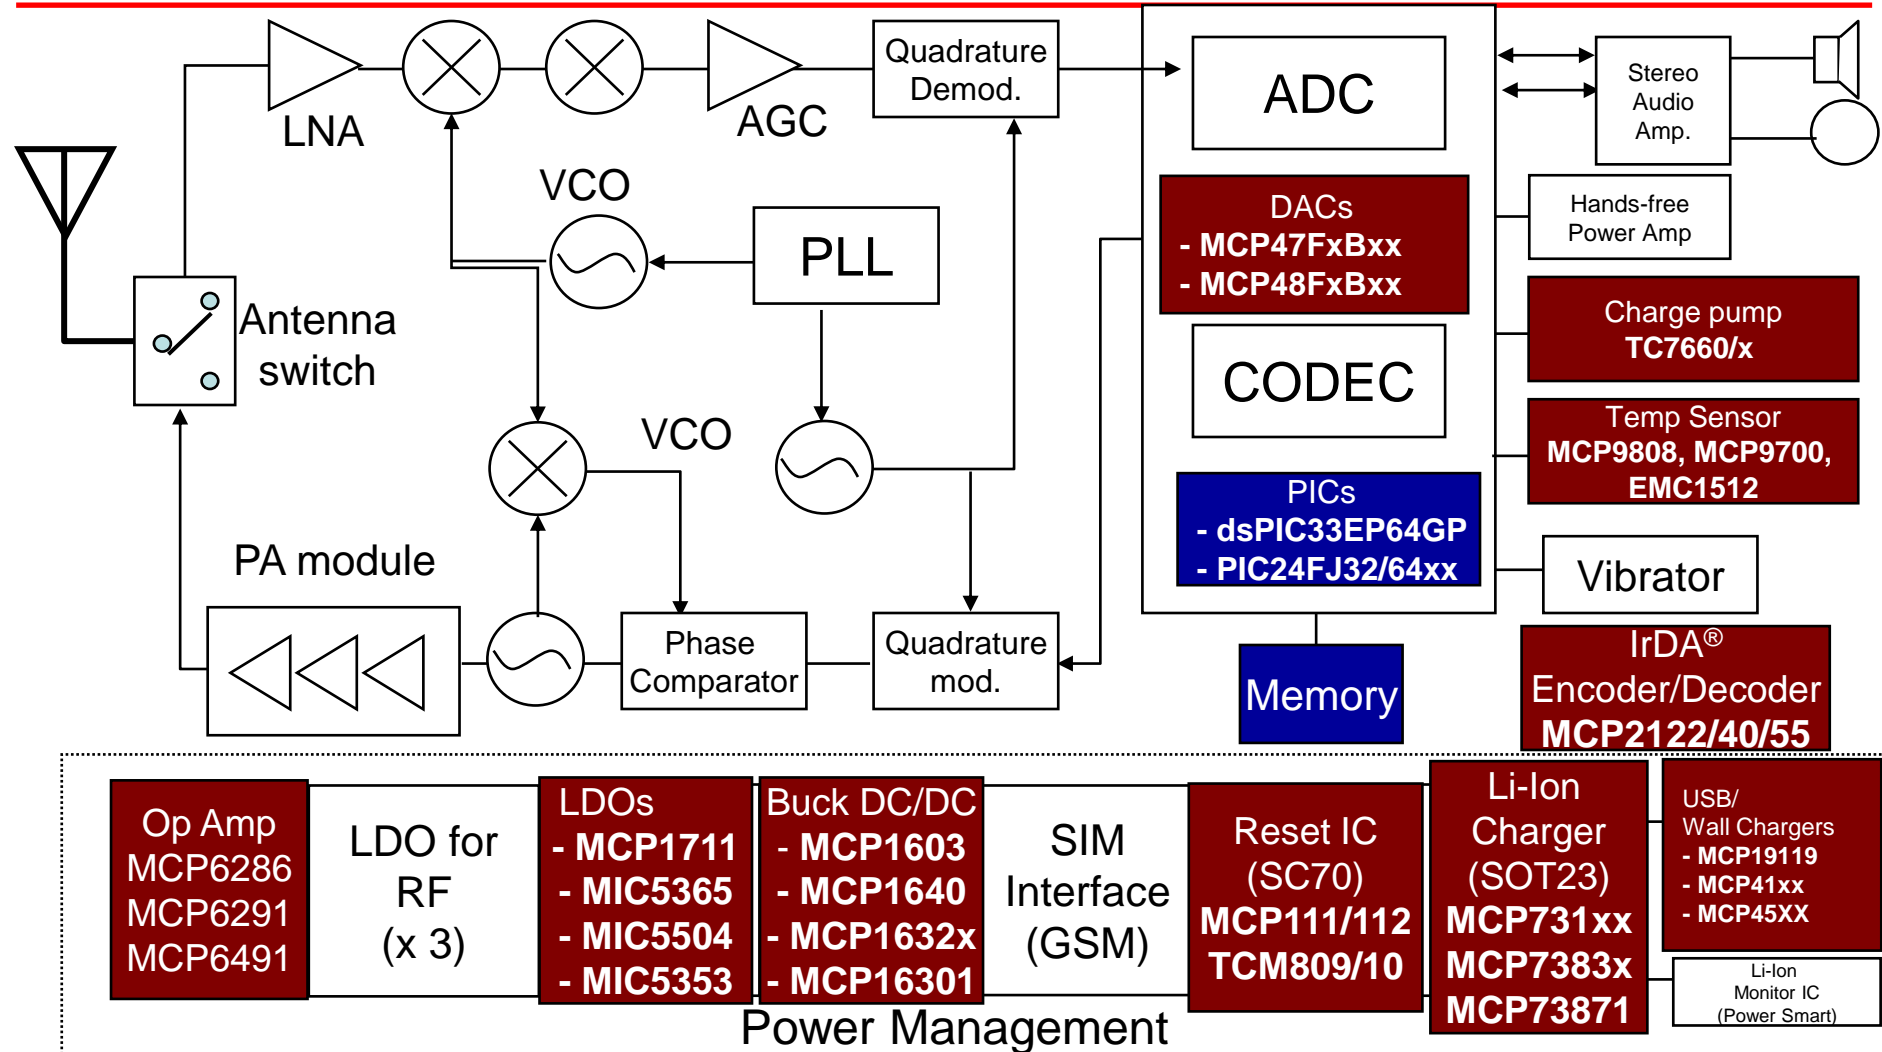 LNA
AGC
Quadrature
Demod.
ADC
Stereo
Audio
Amp.
VCO
PLL
DACs
- MCP47FxBxx
- MCP48FxBxx
Hands-free
Power Amp
Antenna
switch
Charge pump
TC7660/x
CODEC
VCO
Temp Sensor
MCP9808, MCP9700,
EMC1512
PICs
- dsPIC33EP64GP
- PIC24FJ32/64xx
Vibrator
PA module
Phase
Comparator
Quadrature
mod.
Memory
IrDA®
Encoder/Decoder
MCP2122/40/55
Op Amp
MCP6286
MCP6291
MCP6491
LDO for
RF
(x 3)
LDOs
- MCP1711
- MIC5365
- MIC5504
- MIC5353
Buck DC/DC
- MCP1603
- MCP1640
- MCP1632x
- MCP16301
SIM
Interface
(GSM)
Reset IC
(SC70)
MCP111/112
TCM809/10
Li-Ion
Charger
(SOT23)
MCP731xx
MCP7383x
MCP73871
USB/
Wall Chargers
- MCP19119
- MCP41xx
- MCP45XX
Li-Ion
Monitor IC
(Power Smart)
Power Management